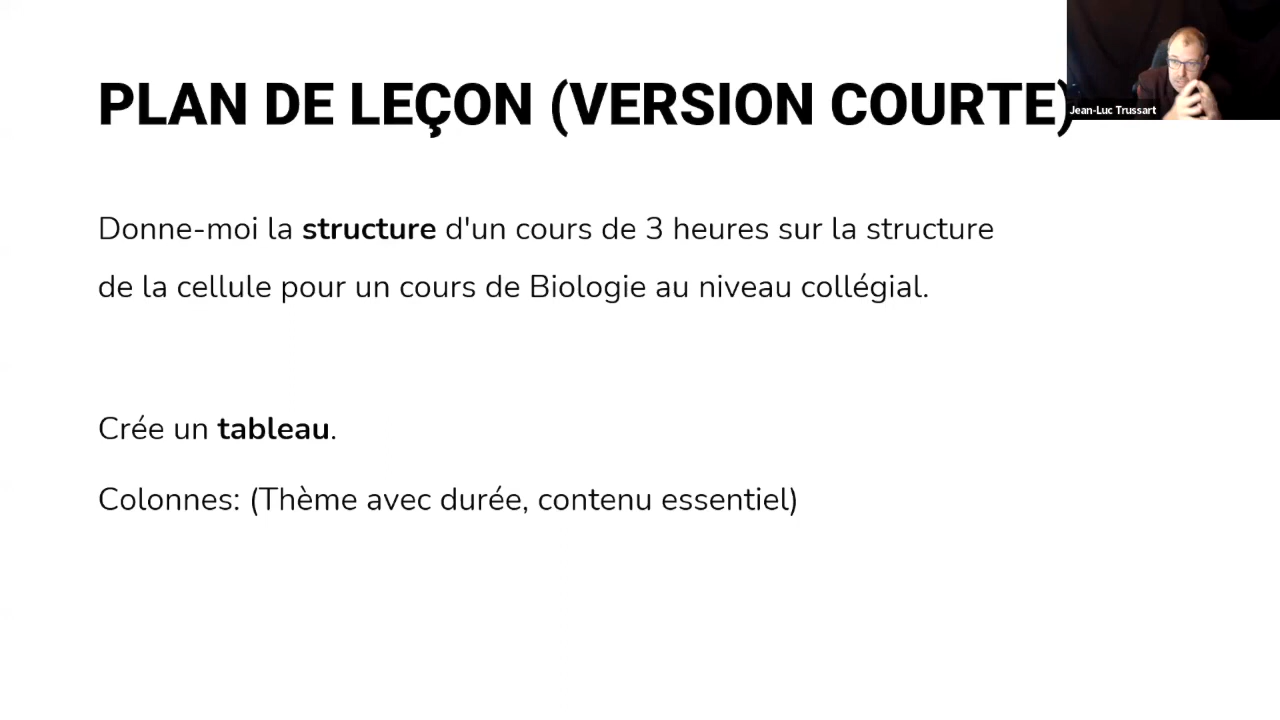 PLAN DE LEÇON (VERSION COURTE)
Jean-Luc Trussart
Donne-moi la structure d'un cours de 3 heures sur la structure
de la cellule pour un cours de Biologie au niveau collégial.
Crée un tableau.
Colonnes: (Thème avec durée, contenu essentiel)